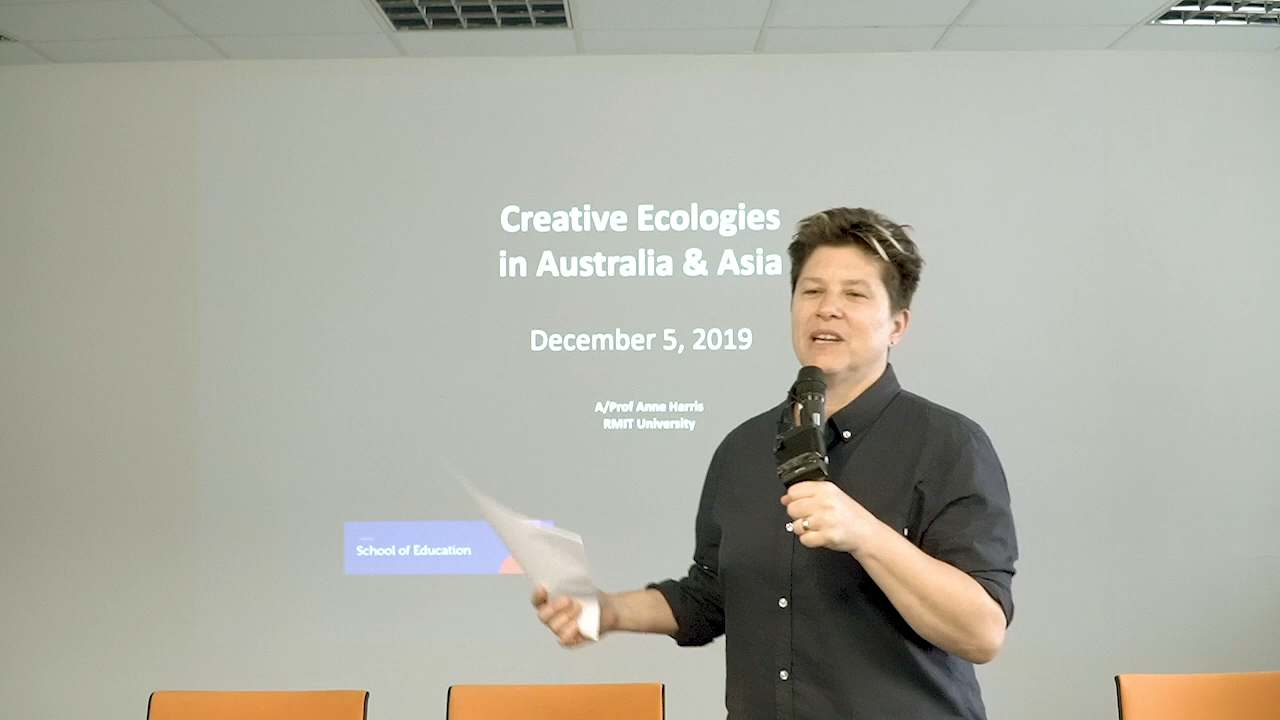 Creative Ecologies
in Australia & Asia
December 5, 2019
A/Prof Anne Harris
RMIT University
School of Education